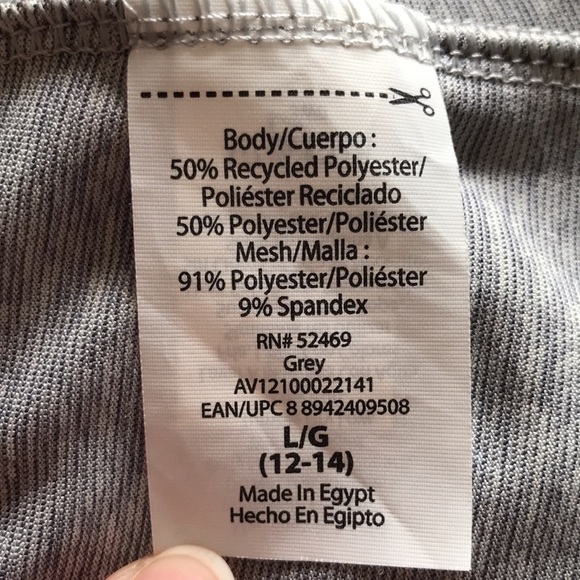 Body/Cuerpo :
50% Recycled Polyester/
Poliéster Reciclado
50% Polyester/Poliéster
Mesh/Malla :
91% Polyester/Poliéster
9% Spandex
RN# 52469
Grey
AV12100022141
EAN/UPC 8 8942409508
L/G
(12-14)
Made In Egypt
Hecho En Egipto